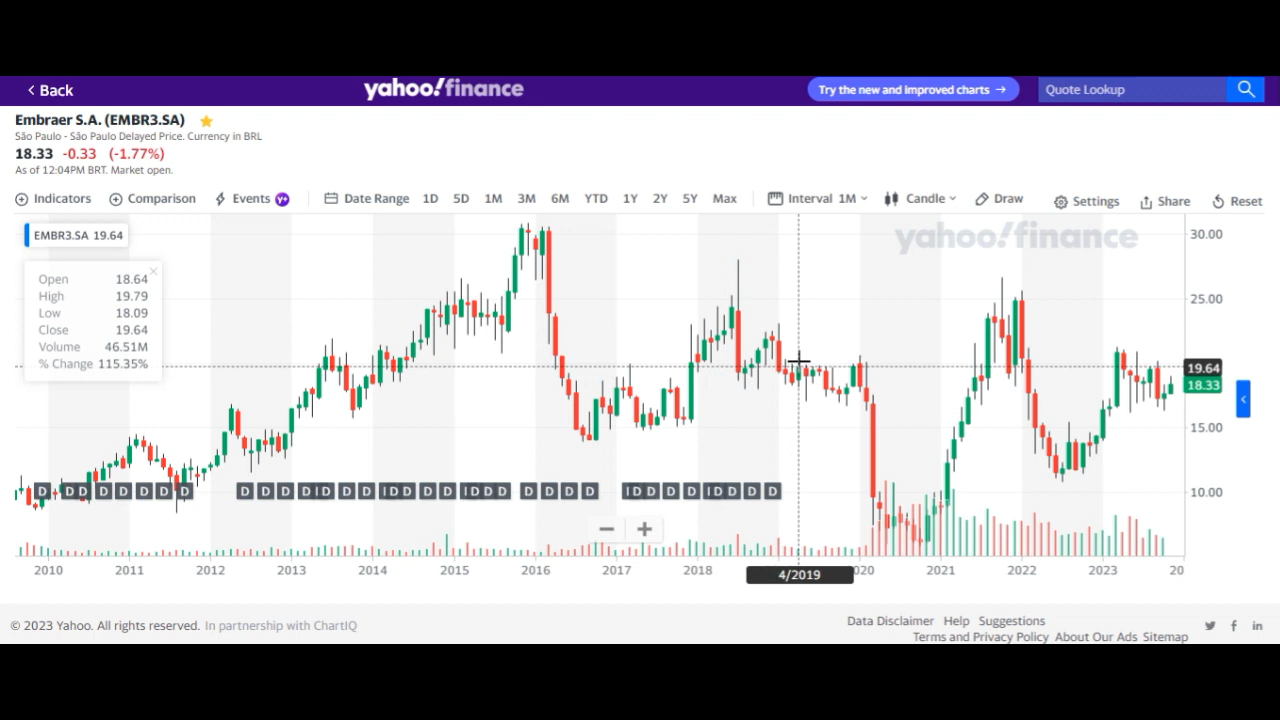 Back
yahoo!finance
Try the new and improved charts →
Quote Lookup
Embraer S.A. (EMBR3.SA)
São Paulo - São Paulo Delayed Price. Currency in BRL
18.33 -0.33 (-1.77%)
As of 12:04PM BRT. Market open.
Indicators Comparison Events Y+ Date Range 1D 5D 1M 3M 6M YTD 1Y 2Y 5Y Max Interval 1M Candle Draw Settings Share Reset
EMBR3.SA 19.64
yahoo!finance
Open 18.64
High 19.79
Low 18.09
Close 19.64
Volume 46.51M
% Change 115.35%
30.00
25.00
19.64
18.33
15.00
10.00
D D D D D D D D D D D D I D D D I D D D D I D D D D D D D I D D D D I D D D D
2010 2011 2012 2013 2014 2015 2016 2017 2018 4/2019 020 2021 2022 2023 20
© 2023 Yahoo. All rights reserved. In partnership with ChartIQ
Data Disclaimer Help Suggestions
Terms and Privacy Policy About Our Ads Sitemap